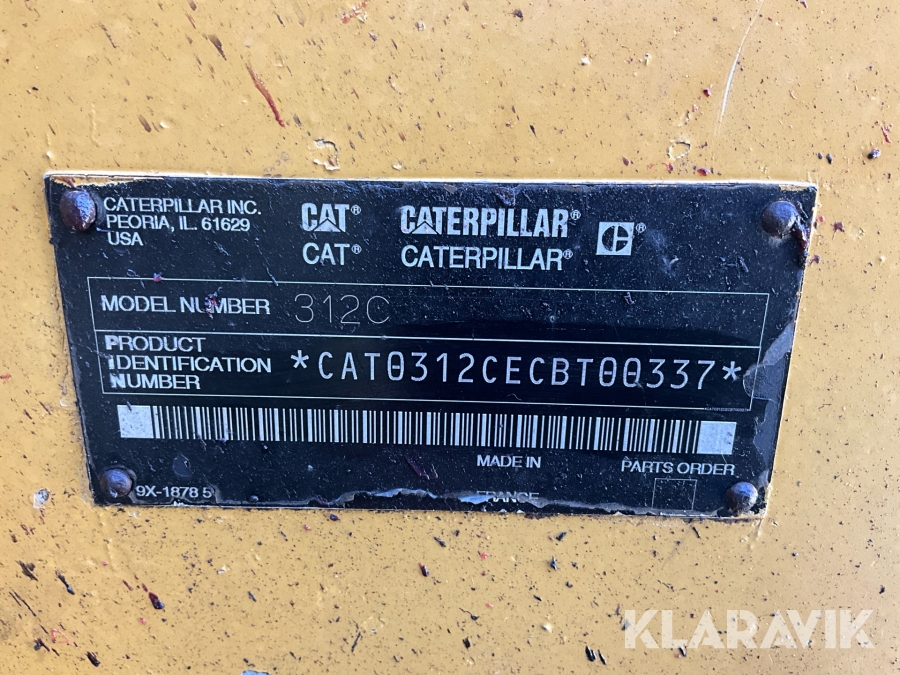 CATERPILLAR INC.
PEORIA, IL. 61629
USA
CAT® CATERPILLAR® ®
CAT® CATERPILLAR®
MODEL NUMBER 312C
PRODUCT
IDENTIFICATION
NUMBER
*CAT0312CECBT00337*
MADE IN PARTS ORDER
9X-1878 5 FRANCE
KLARAVIK